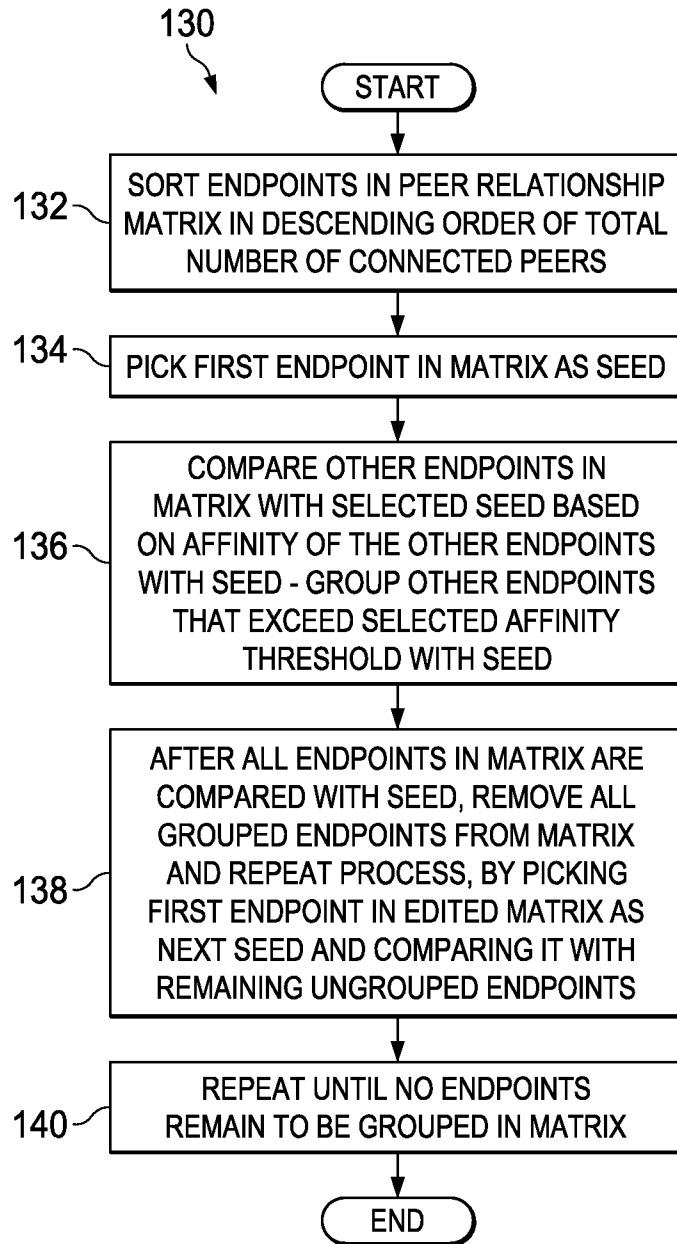 130
START
132
SORT ENDPOINTS IN PEER RELATIONSHIP
MATRIX IN DESCENDING ORDER OF TOTAL
NUMBER OF CONNECTED PEERS
134
PICK FIRST ENDPOINT IN MATRIX AS SEED
136
COMPARE OTHER ENDPOINTS IN
MATRIX WITH SELECTED SEED BASED
ON AFFINITY OF THE OTHER ENDPOINTS
WITH SEED - GROUP OTHER ENDPOINTS
THAT EXCEED SELECTED AFFINITY
THRESHOLD WITH SEED
138
AFTER ALL ENDPOINTS IN MATRIX ARE
COMPARED WITH SEED, REMOVE ALL
GROUPED ENDPOINTS FROM MATRIX
AND REPEAT PROCESS, BY PICKING
FIRST ENDPOINT IN EDITED MATRIX AS
NEXT SEED AND COMPARING IT WITH
REMAINING UNGROUPED ENDPOINTS
140
REPEAT UNTIL NO ENDPOINTS
REMAIN TO BE GROUPED IN MATRIX
END